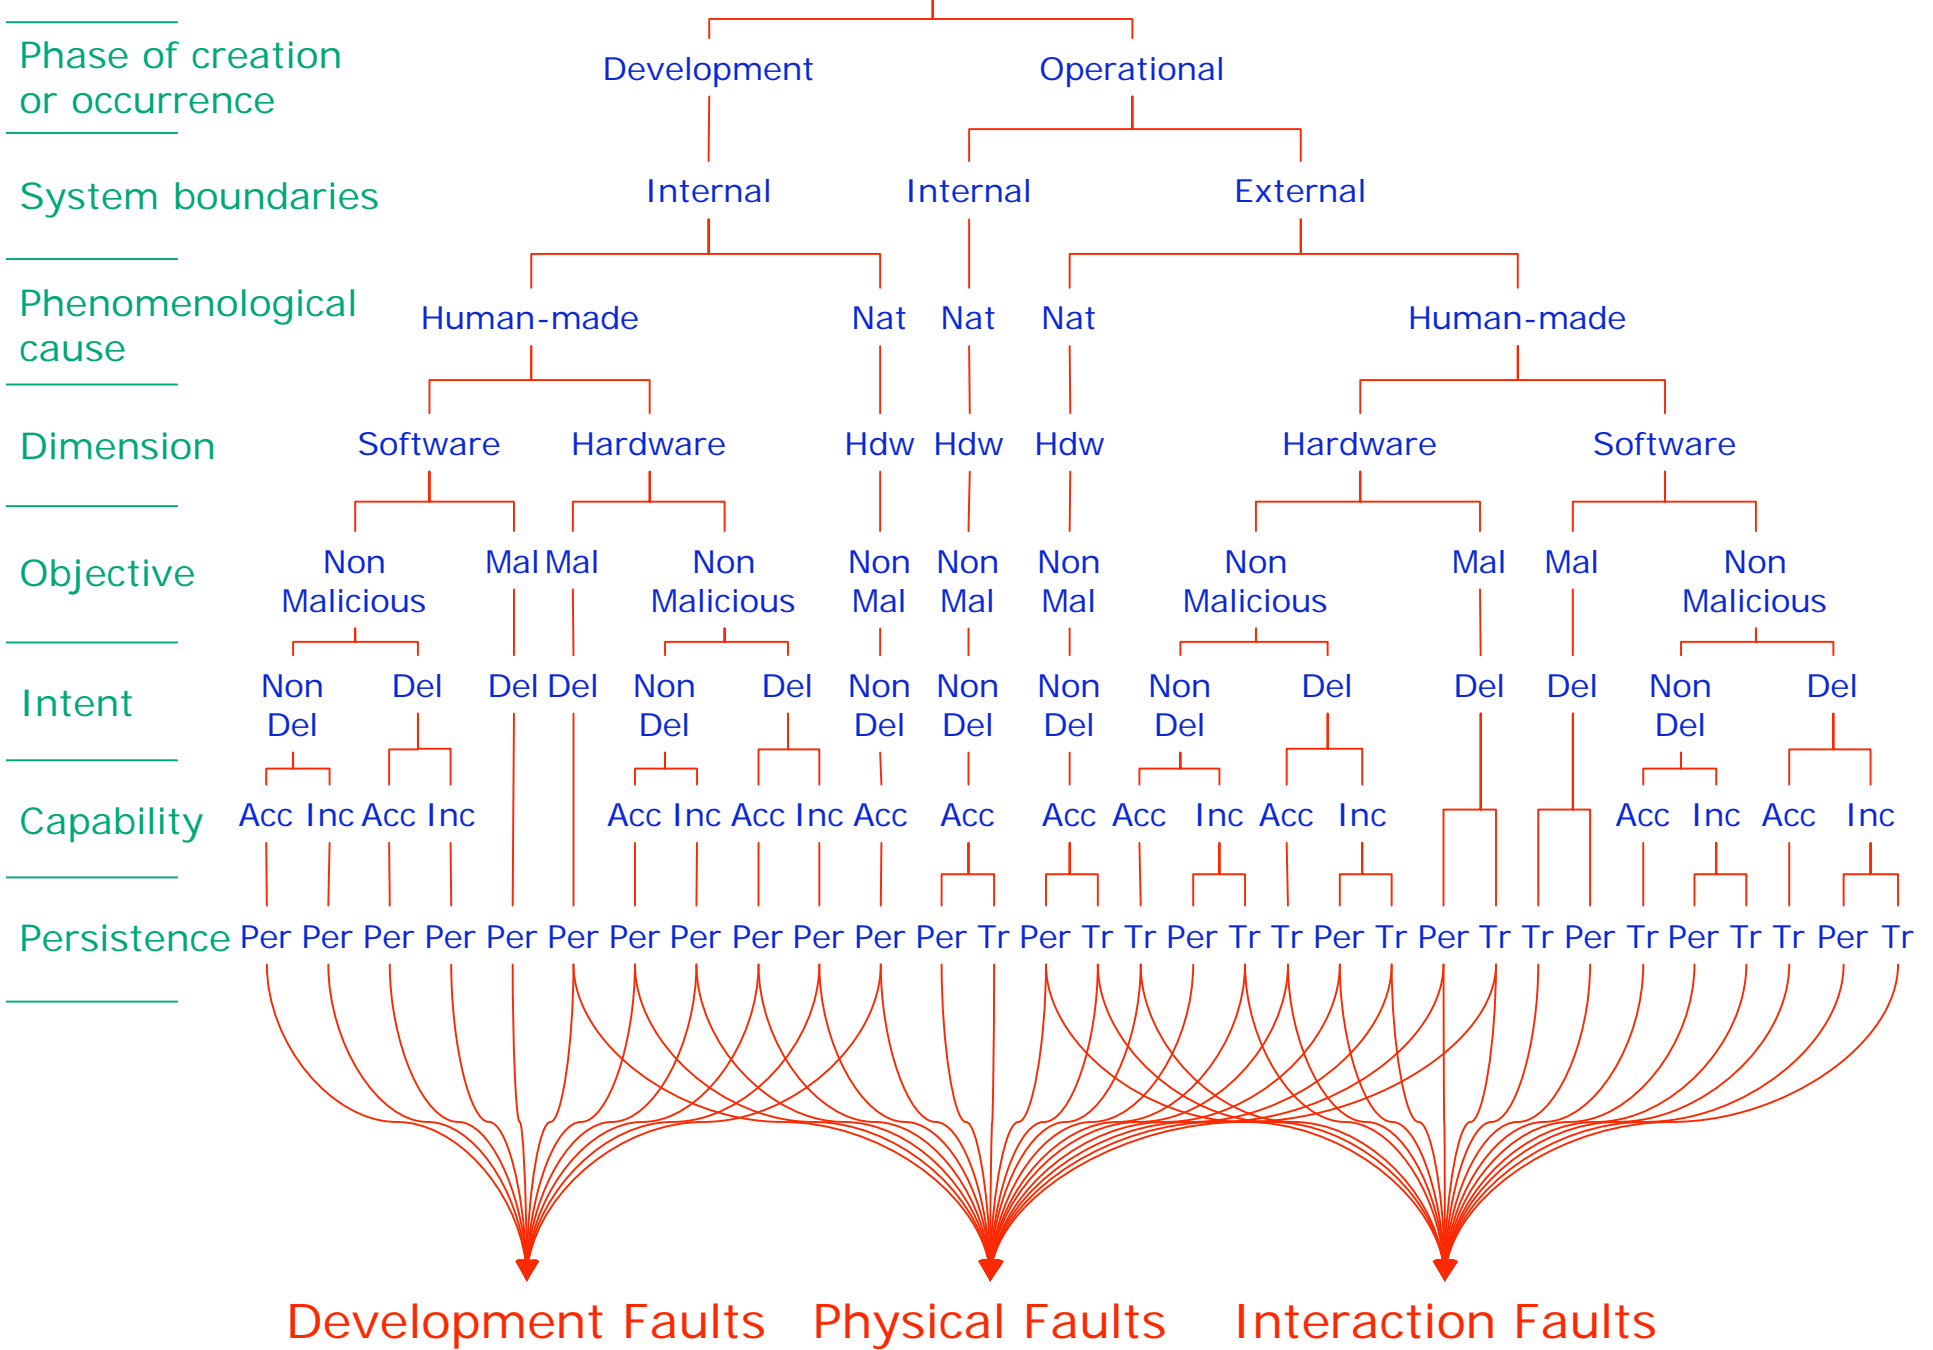 Phase of creation
or occurrence
Development Operational
System boundaries
Internal Internal External
Phenomenological
cause
Human-made Nat Nat Nat Human-made
Dimension
Software Hardware Hdw Hdw Hdw Hardware Software
Objective
Non Mal Mal Non Non Non Non Non Mal Mal Non
Malicious Malicious Mal Mal Mal Malicious Malicious
Intent
Non Del Del Del Non Del Non Non Non Non Del Del Del Non Del
Del Del Del Del Del Del Del
Capability Acc Inc Acc Inc Acc Inc Acc Inc Acc Acc Acc Acc Inc Acc Inc Acc Inc Acc Inc
Persistence Per Per Per Per Per Per Per Per Per Per Per Per Tr Per Tr Tr Per Tr Tr Per Tr Per Tr Tr Per Tr Per Tr Tr Per Tr
Development Faults Physical Faults Interaction Faults